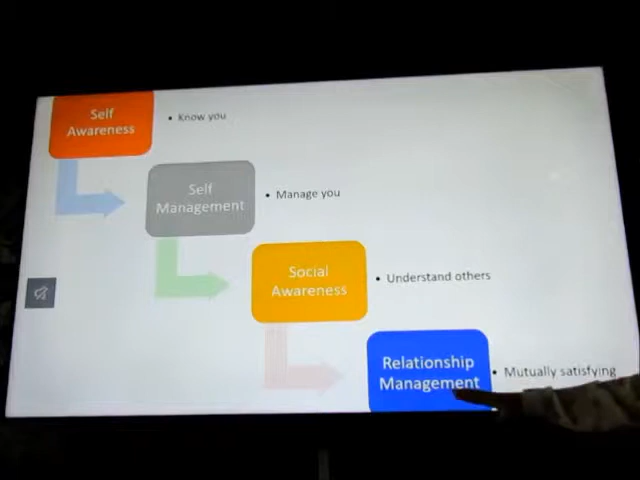 Self
Awareness
• Know you
Self
Management
• Manage you
Social
Awareness
• Understand others
Relationship
Management
• Mutually satisfying